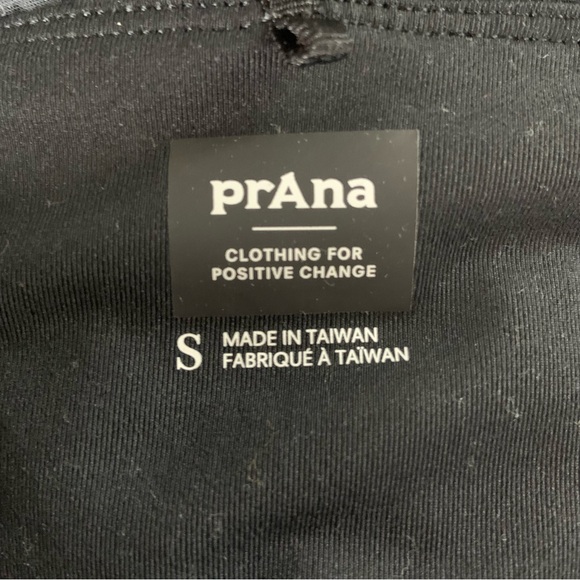 prAna
CLOTHING FOR
POSITIVE CHANGE
S
MADE IN TAIWAN
FABRIQUÉ À TAÏWAN